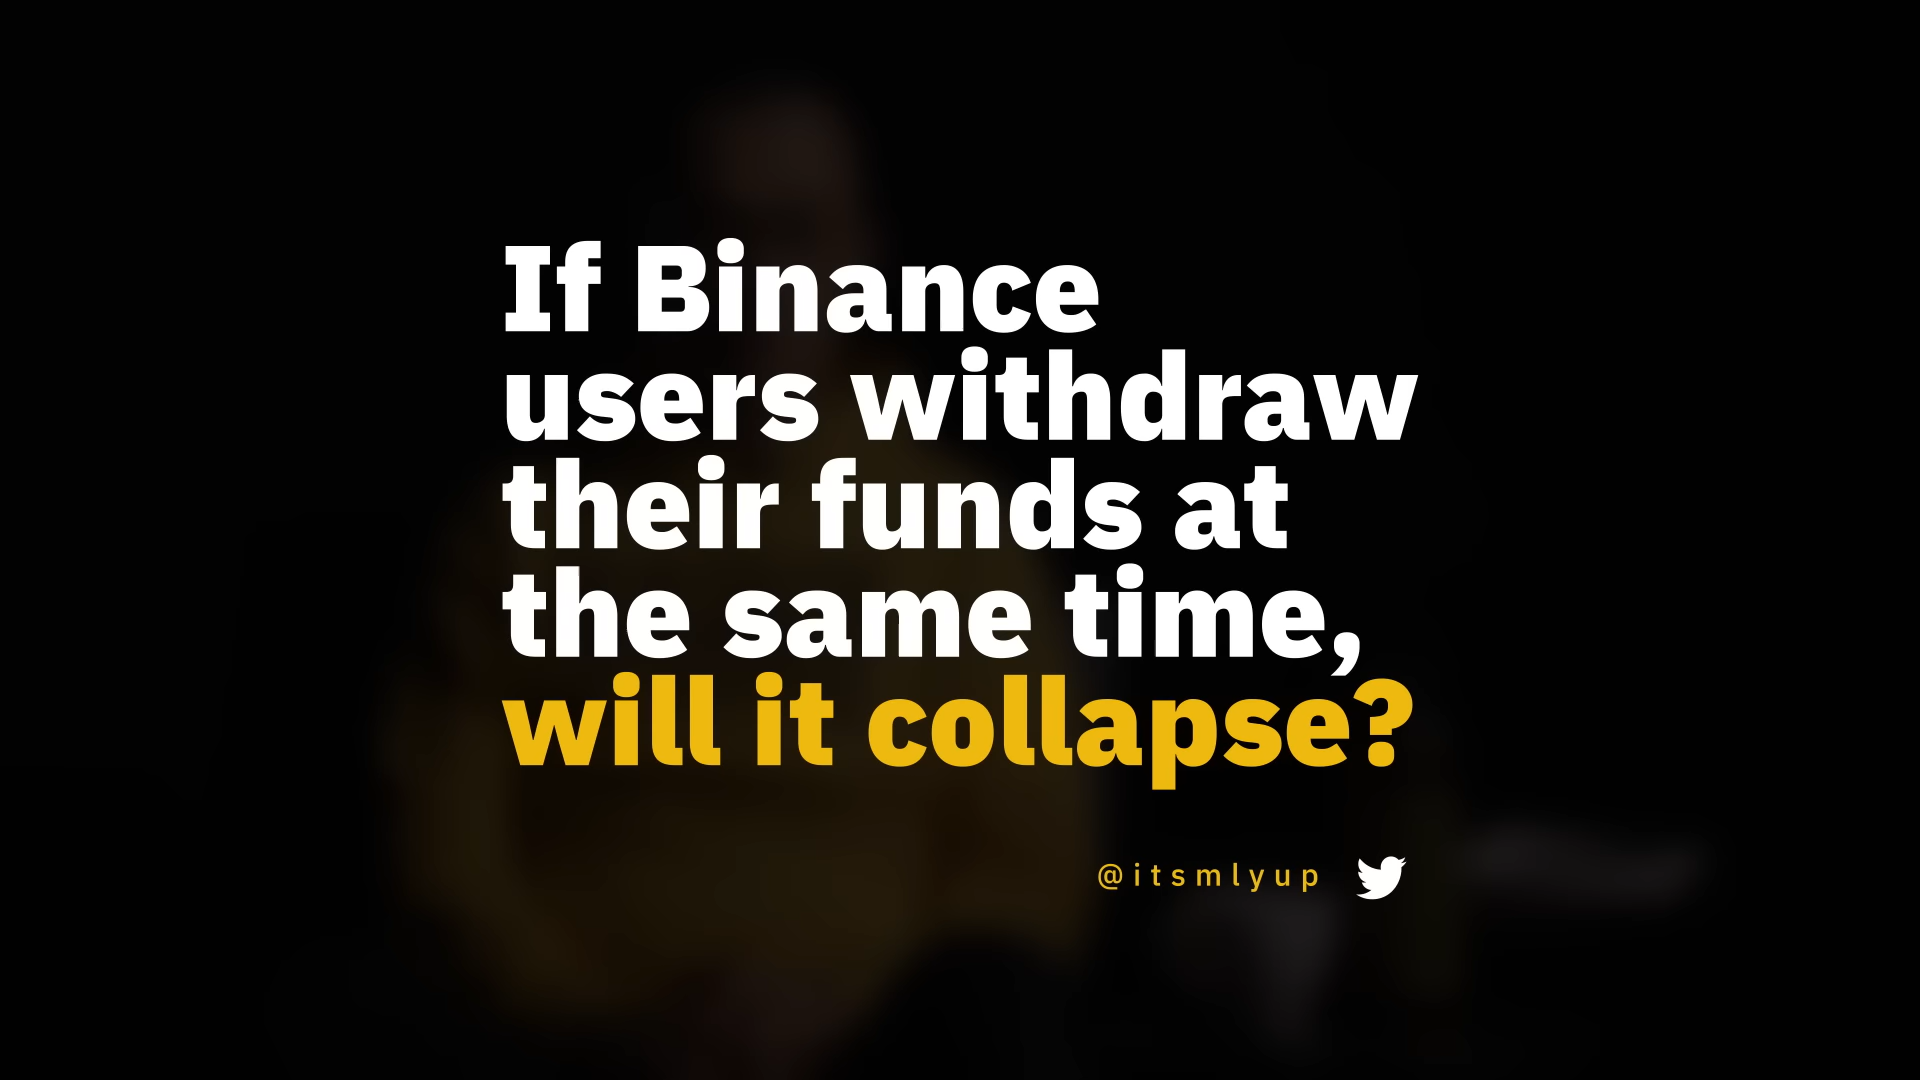 If Binance
users withdraw
their funds at
the same time,
will it collapse?
@itsmlyup